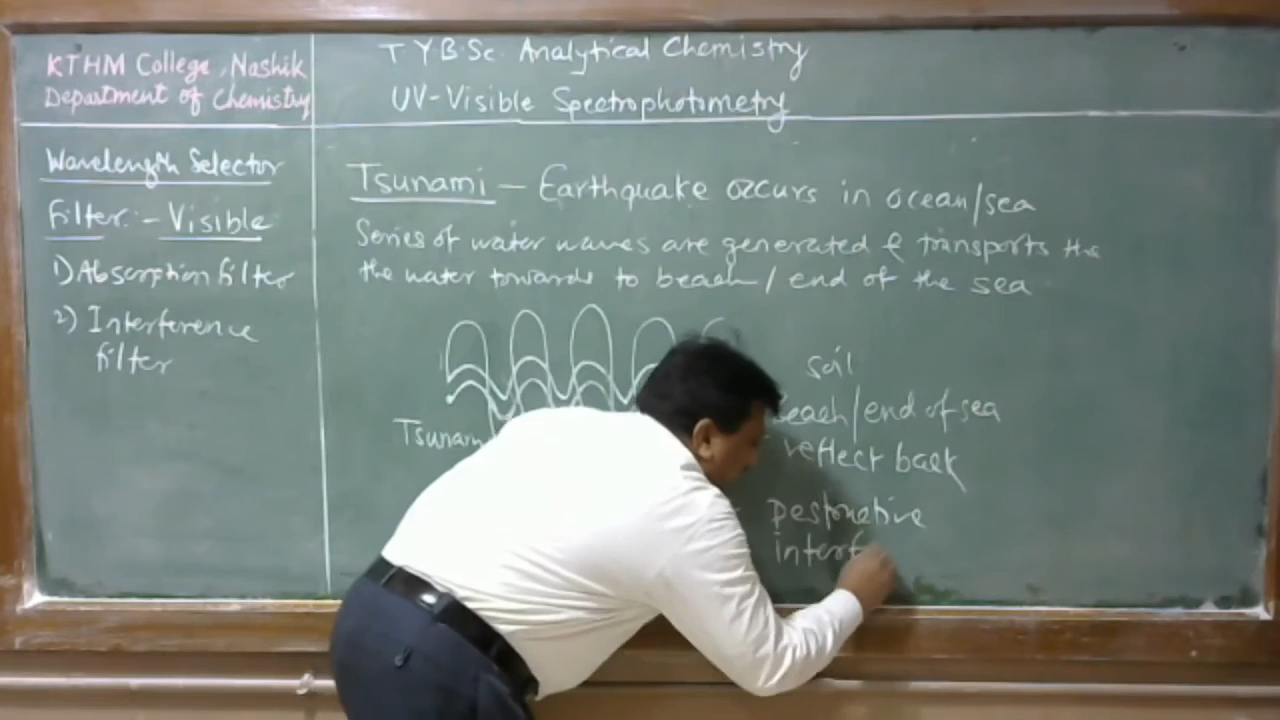 KTHM College, Nashik
Department of Chemistry
T Y B.Sc. Analytical Chemistry
UV-Visible Spectrophotometry
Wavelength Selector
Filter:- Visible
1) Absorption filter
2) Interference
filter
Tsunami – Earthquake occurs in ocean/sea
Series of water waves are generated & transports the
the water towards to beach/end of the sea
soil
beach/end of sea
reflect back
Tsunami
Destructive
interf